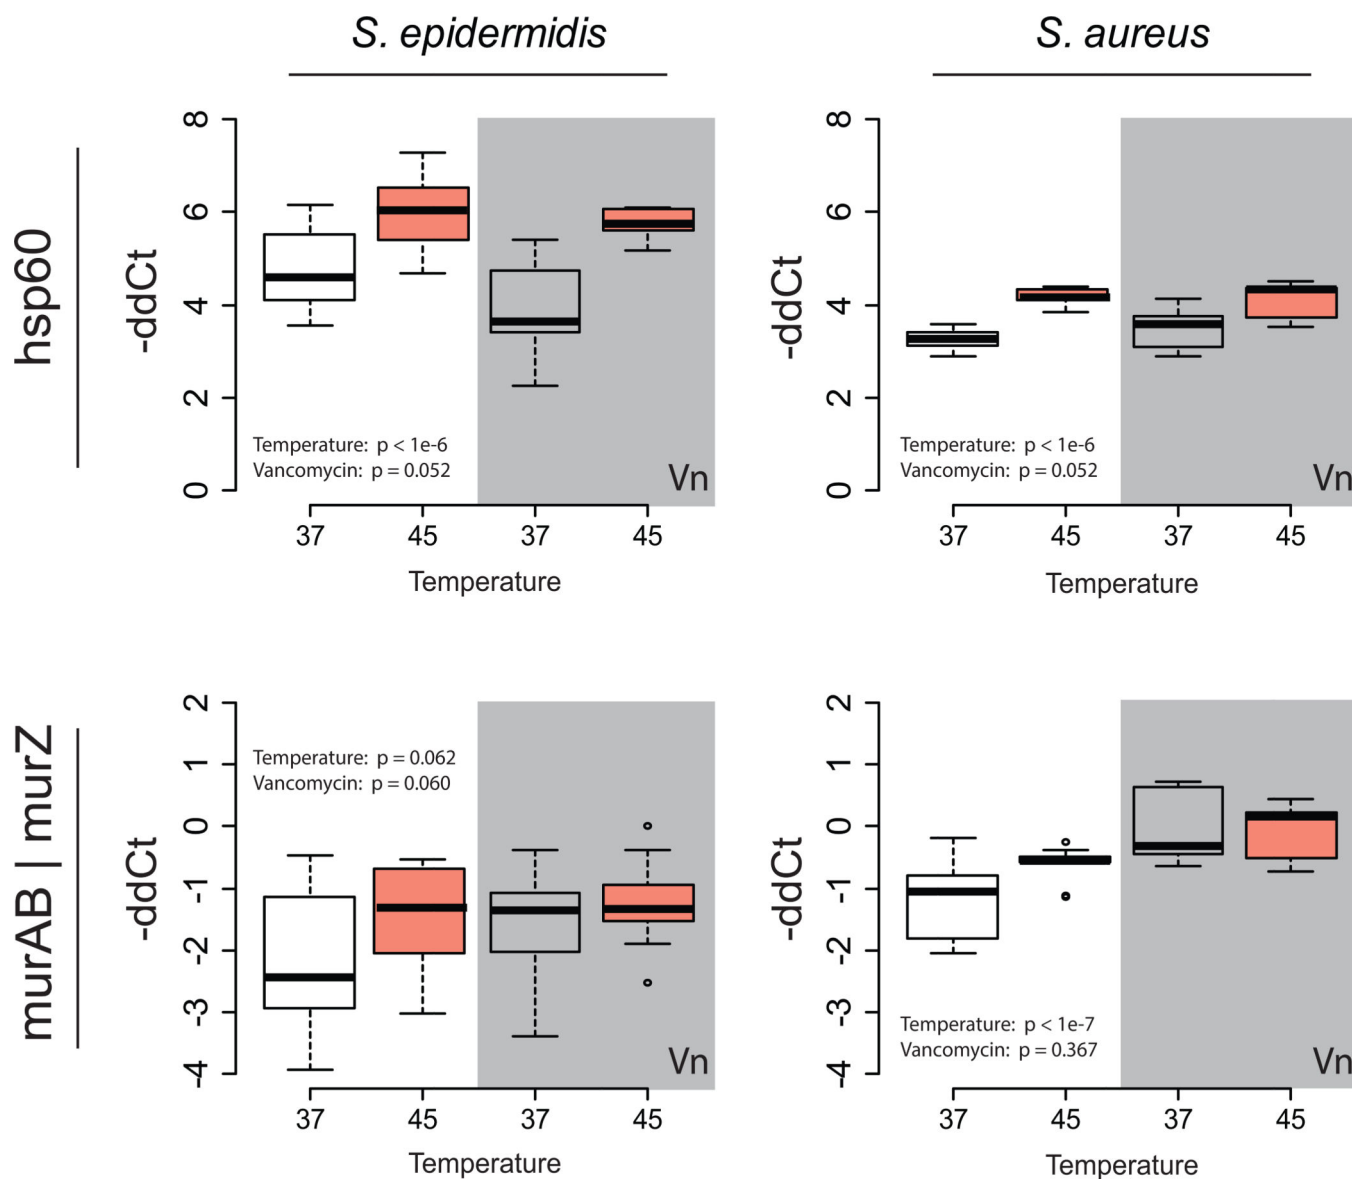 S. epidermidis
S. aureus
hsp60
-ddCt
8
6
4
2
0
Temperature: p < 1e-6
Vancomycin: p = 0.052
Vn
37
45
37
45
Temperature
-ddCt
8
6
4
2
0
Temperature: p < 1e-6
Vancomycin: p = 0.052
Vn
37
45
37
45
Temperature
murAB | murZ
-ddCt
2
1
0
-1
-2
-3
-4
Temperature: p = 0.062
Vancomycin: p = 0.060
Vn
37
45
37
45
Temperature
-ddCt
2
1
0
-1
-2
-3
-4
Temperature: p < 1e-7
Vancomycin: p = 0.367
Vn
37
45
37
45
Temperature